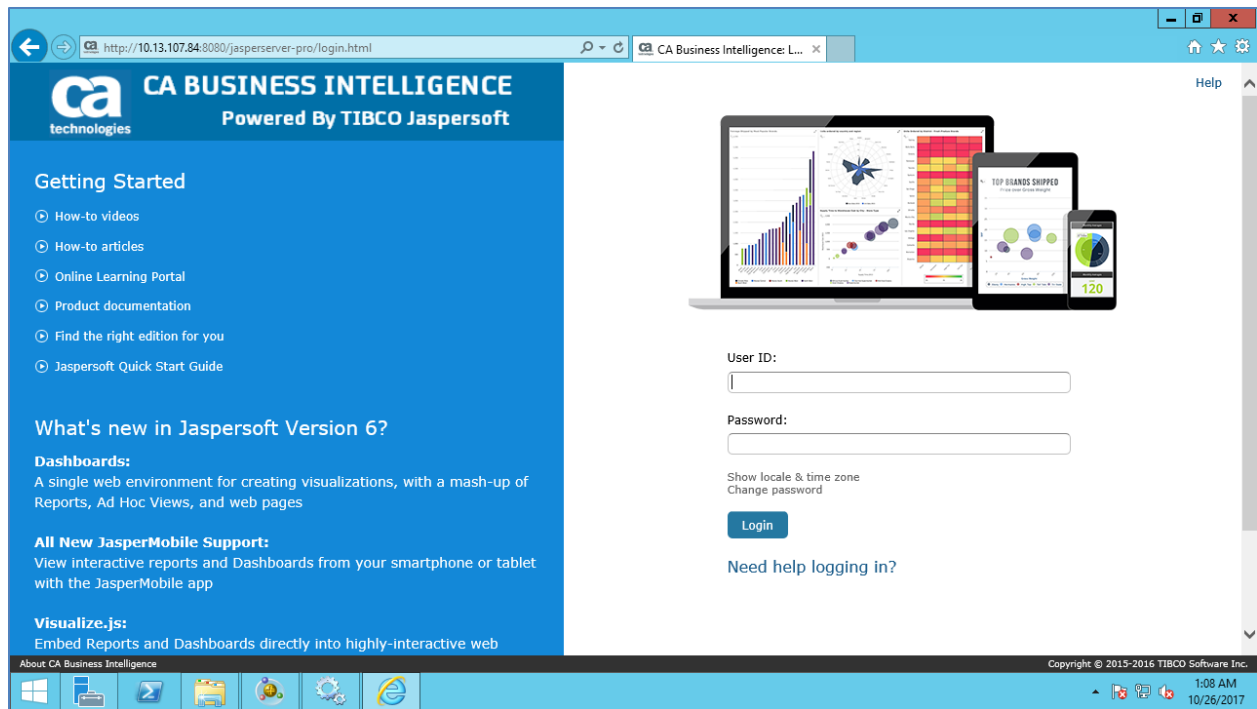 http://10.13.107.84:8080/jasperserver-pro/login.html
CA Business Intelligence: L...
ca
technologies
CA BUSINESS INTELLIGENCE
Powered By TIBCO Jaspersoft
Help
Getting Started
How-to videos
How-to articles
Online Learning Portal
Product documentation
Find the right edition for you
Jaspersoft Quick Start Guide
What's new in Jaspersoft Version 6?
Dashboards:
A single web environment for creating visualizations, with a mash-up of
Reports, Ad Hoc Views, and web pages
All New JasperMobile Support:
View interactive reports and Dashboards from your smartphone or tablet
with the JasperMobile app
Visualize.js:
Embed Reports and Dashboards directly into highly-interactive web
TOP BRANDS SHIPPED
120
User ID:
Password:
Show locale & time zone
Change password
Login
Need help logging in?
About CA Business Intelligence
Copyright © 2015-2016 TIBCO Software Inc.
1:08 AM
10/26/2017